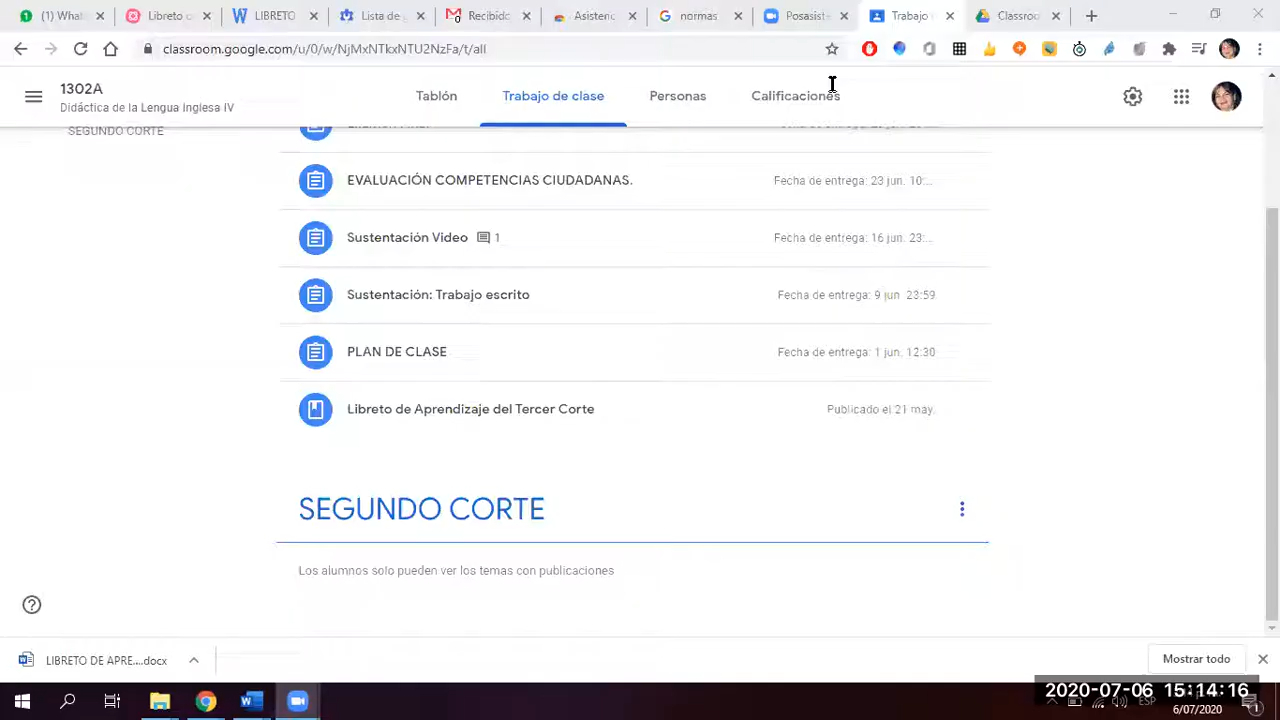 (1) What
Libreto c
LIBRETO
Lista de
Recibido
Asistenc
normas
Posasist
Trabajo
Classroo
classroom.google.com/u/0/w/NjMxNTkxNTU2NzFa/t/all
1302A
Didáctica de la Lengua Inglesa IV
Tablón
Trabajo de clase
Personas
Calificaciones
SEGUNDO CORTE
EVALUACIÓN COMPETENCIAS CIUDADANAS.
Fecha de entrega: 23 jun. 10:...
Sustentación Video 1
Fecha de entrega: 16 jun. 23:...
Sustentación: Trabajo escrito
Fecha de entrega: 9 jun. 23:59
PLAN DE CLASE
Fecha de entrega: 1 jun. 12:30
Libreto de Aprendizaje del Tercer Corte
Publicado el 21 may.
SEGUNDO CORTE
Los alumnos solo pueden ver los temas con publicaciones
LIBRETO DE APRE....docx
Mostrar todo
2020-07-06 15:14:16
ESP
6/07/2020